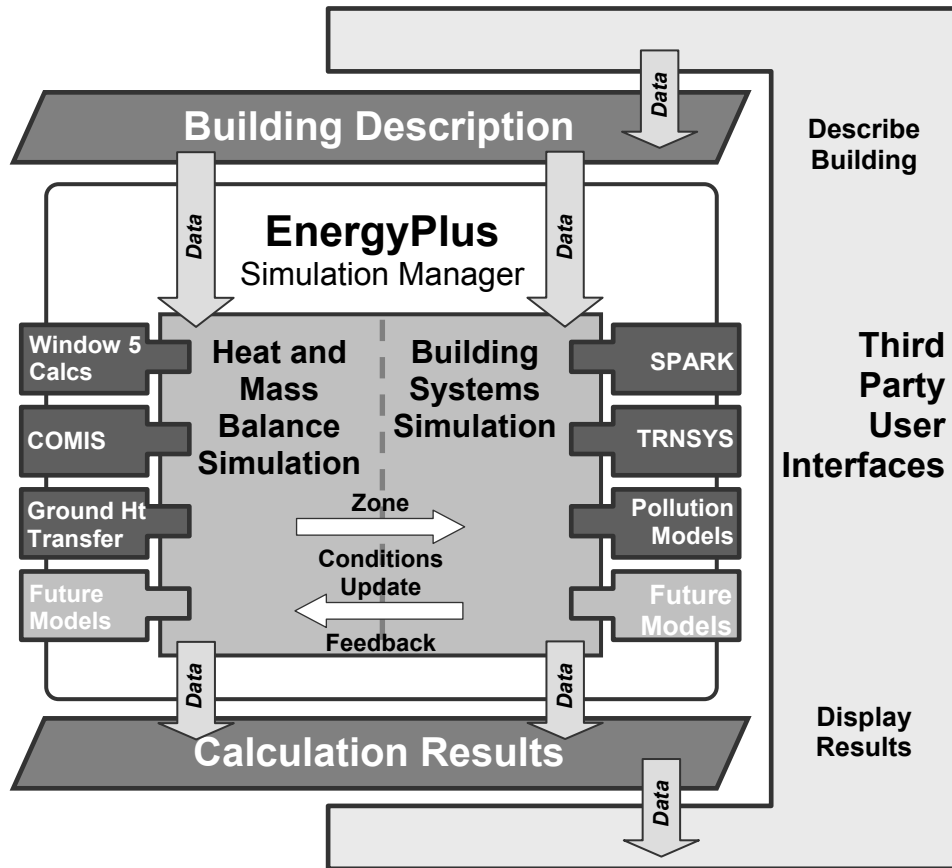 Data
Building Description
Describe
Building
Data
Data
EnergyPlus
Simulation Manager
Window 5
Calcs
COMIS
Ground Ht
Transfer
Future
Models
Heat and
Mass
Balance
Simulation
Building
Systems
Simulation
Zone
Conditions
Update
Feedback
SPARK
TRNSYS
Pollution
Models
Future
Models
Third
Party
User
Interfaces
Data
Data
Calculation Results
Display
Results
Data